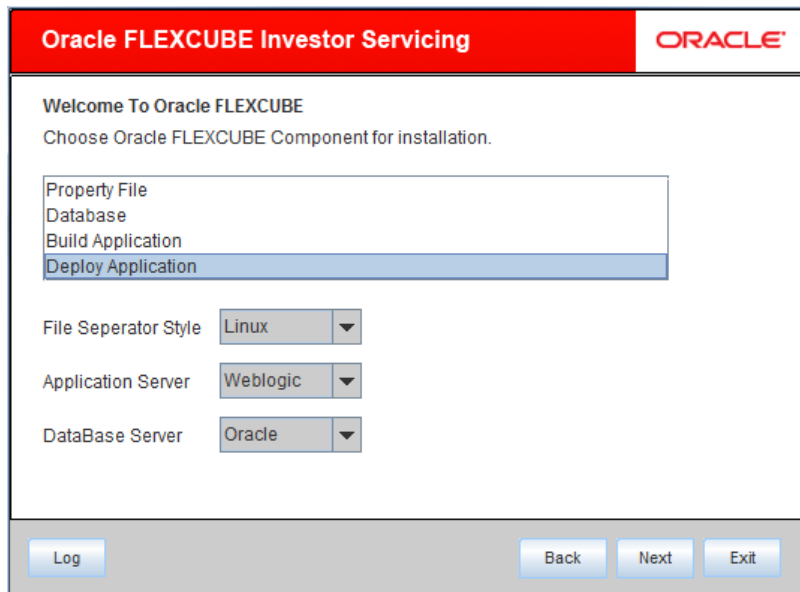 Oracle FLEXCUBE Investor Servicing
ORACLE
Welcome To Oracle FLEXCUBE
Choose Oracle FLEXCUBE Component for installation.
Property File
Database
Build Application
Deploy Application
File Seperator Style Linux
Application Server Weblogic
DataBase Server Oracle
Log Back Next Exit